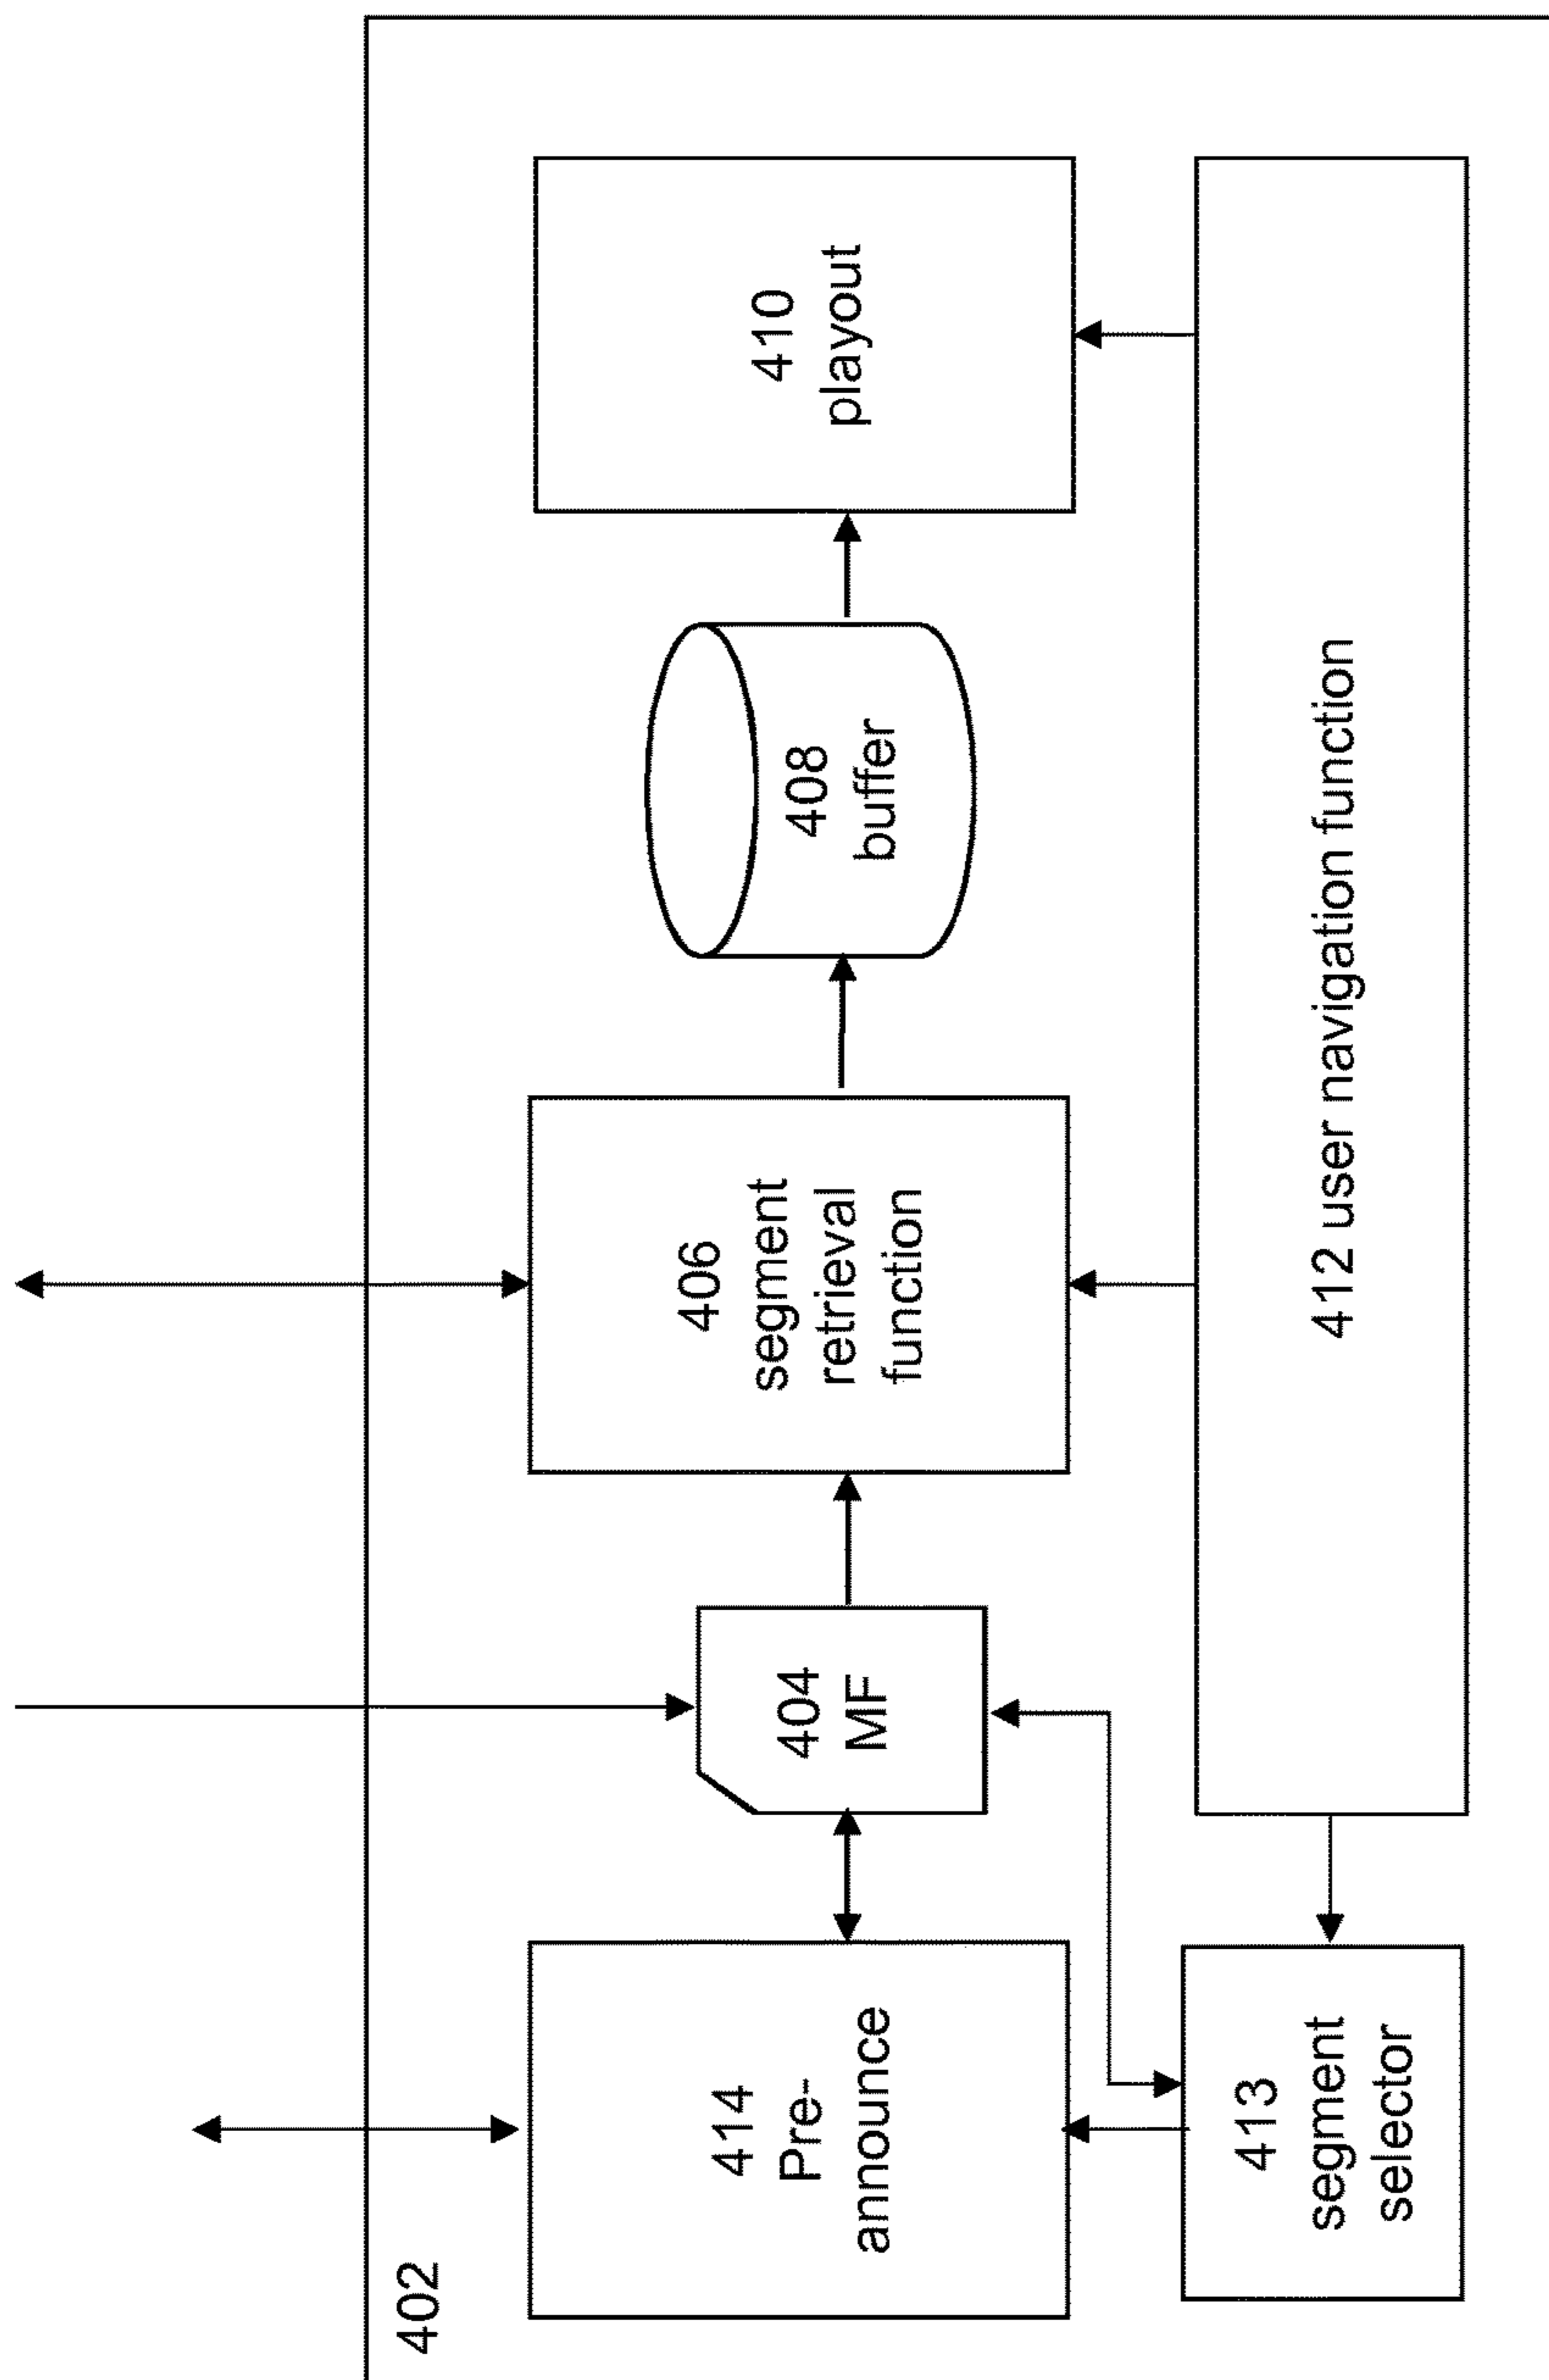 402
414
Pre-
announce
404
MF
406
segment
retrieval
function
408
buffer
410
playout
413
segment
selector
412 user navigation function